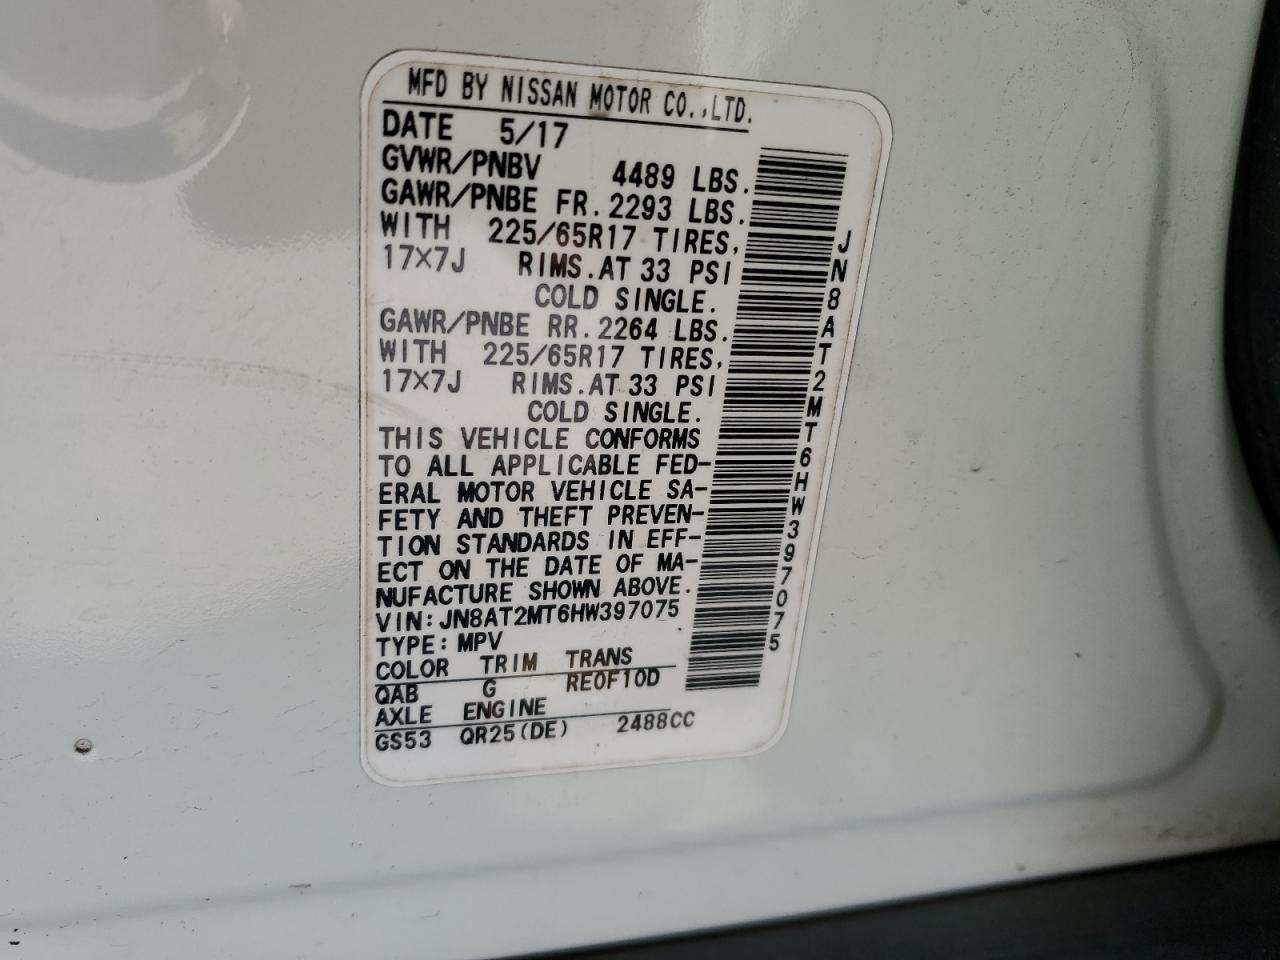 MFD BY NISSAN MOTOR CO.,LTD.
DATE 5/17
GVWR/PNBV 4489 LBS.
GAWR/PNBE FR. 2293 LBS.
WITH 225/65R17 TIRES,
17×7J RIMS. AT 33 PSI
COLD SINGLE.
GAWR/PNBE RR. 2264 LBS.
WITH 225/65R17 TIRES,
17×7J RIMS. AT 33 PSI
COLD SINGLE.
THIS VEHICLE CONFORMS
TO ALL APPLICABLE FED-
ERAL MOTOR VEHICLE SA-
FETY AND THEFT PREVEN-
TION STANDARDS IN EFF-
ECT ON THE DATE OF MA-
NUFACTURE SHOWN ABOVE.
VIN: JN8AT2MT6HW397075
TYPE: MPV
COLOR TRIM TRANS
QAB G RE0F10D
AXLE ENGINE
GS53 QR25(DE) 2488CC
JN8AT2MT6HW397075